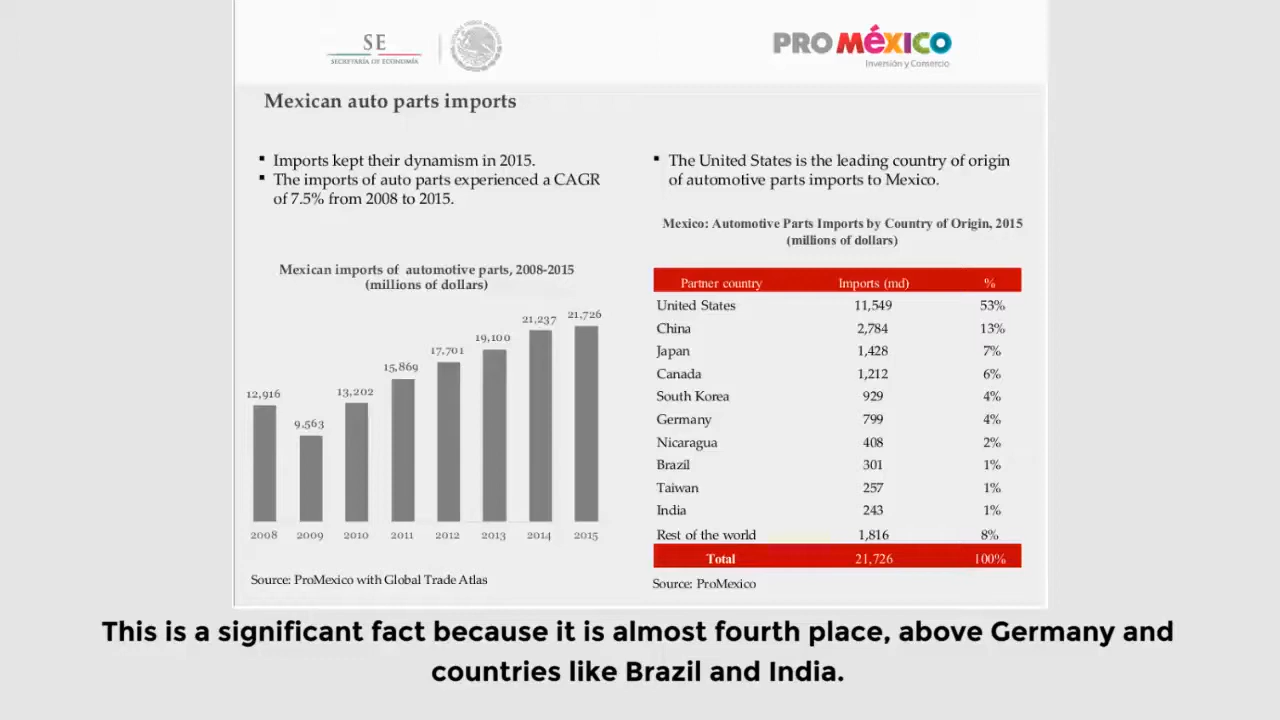 SE
SECRETARÍA DE ECONOMÍA
PRO MéXICO
Inversión y Comercio
Mexican auto parts imports
▪ Imports kept their dynamism in 2015.
▪ The imports of auto parts experienced a CAGR
of 7.5% from 2008 to 2015.
Mexican imports of automotive parts, 2008-2015
(millions of dollars)
12,916
9,563
13,202
15,869
17,701
19,100
21,237
21,726
2008 2009 2010 2011 2012 2013 2014 2015
Source: ProMexico with Global Trade Atlas
▪ The United States is the leading country of origin
of automotive parts imports to Mexico.
Mexico: Automotive Parts Imports by Country of Origin, 2015
(millions of dollars)
Partner country Imports (md) %
United States 11,549 53%
China 2,784 13%
Japan 1,428 7%
Canada 1,212 6%
South Korea 929 4%
Germany 799 4%
Nicaragua 408 2%
Brazil 301 1%
Taiwan 257 1%
India 243 1%
Rest of the world 1,816 8%
Total 21,726 100%
Source: ProMexico
This is a significant fact because it is almost fourth place, above Germany and
countries like Brazil and India.